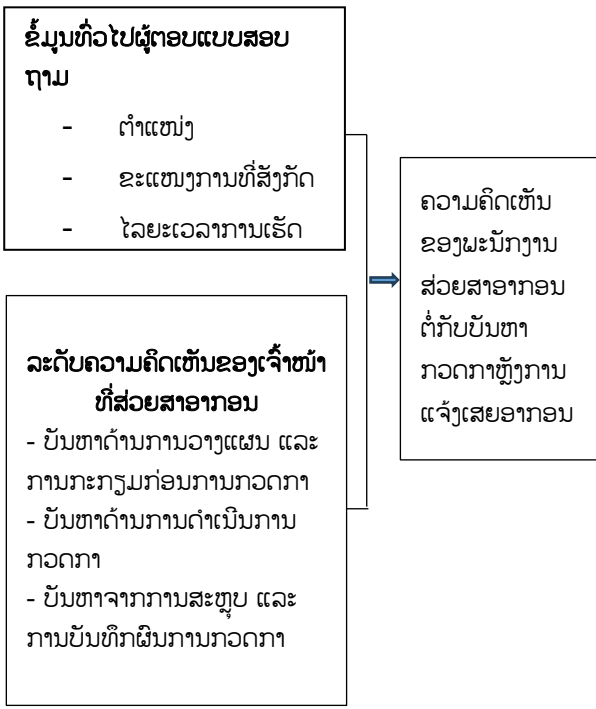 ຂໍ້ມູນທົ່ວໄປຜູ້ຕອບແບບສອບ
ຖາມ
- ຕຳແໜ່ງ
- ຂະແໜງການທີ່ສັງກັດ
- ໄລຍະເວລາການເຮັດ
ລະດັບຄວາມຄິດເຫັນຂອງເຈົ້າໜ້າ
ທີ່ສ່ວຍສາອາກອນ
- ບັນຫາດ້ານການວາງແຜນ ແລະ
ການກະກຽມກ່ອນການກວດກາ
- ບັນຫາດ້ານການດຳເນີນການ
ກວດກາ
- ບັນຫາຈາກການສະຫຼຸບ ແລະ
ການບັນທຶກຜົນການກວດກາ
ຄວາມຄິດເຫັນ
ຂອງພະນັກງານ
ສ່ວຍສາອາກອນ
ຕໍ່ກັບບັນຫາ
ກວດກາຫຼັງການ
ແຈ້ງເສຍອາກອນ